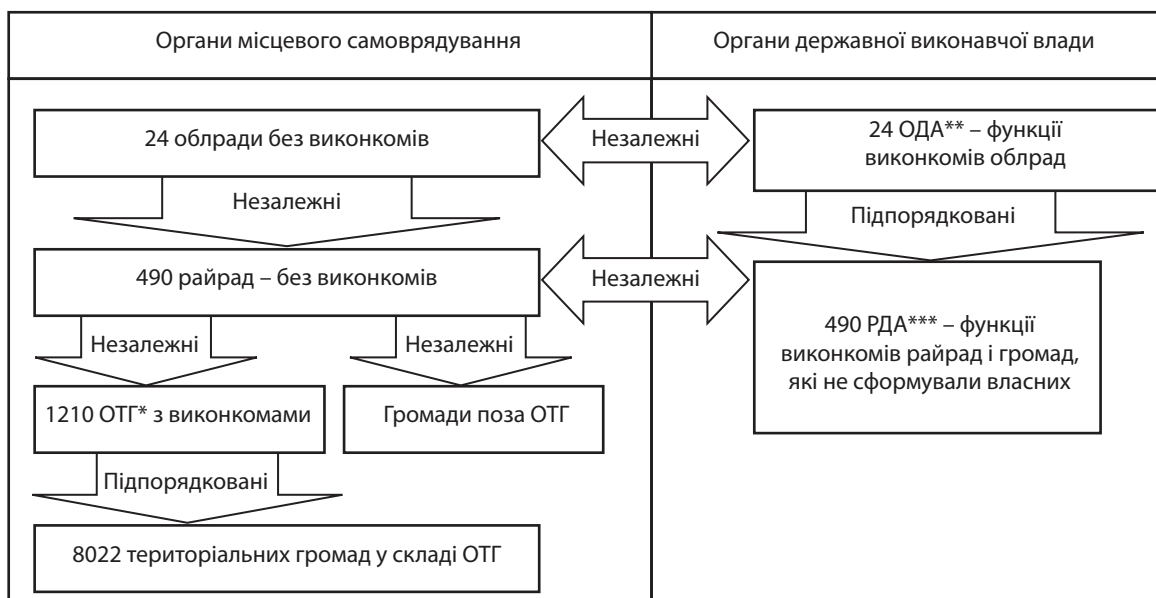 Органи місцевого самоврядування
Органи державної виконавчої влади
24 облради без виконкомів
Незалежні
24 ОДА** – функції
виконкомів облрад
Незалежні
Підпорядковані
490 райрад – без виконкомів
Незалежні
490 РДА*** – функції
виконкомів райрад і громад,
які не сформували власних
Незалежні
Незалежні
1210 ОТГ* з виконкомами
Громади поза ОТГ
Підпорядковані
8022 територіальних громад у складі ОТГ